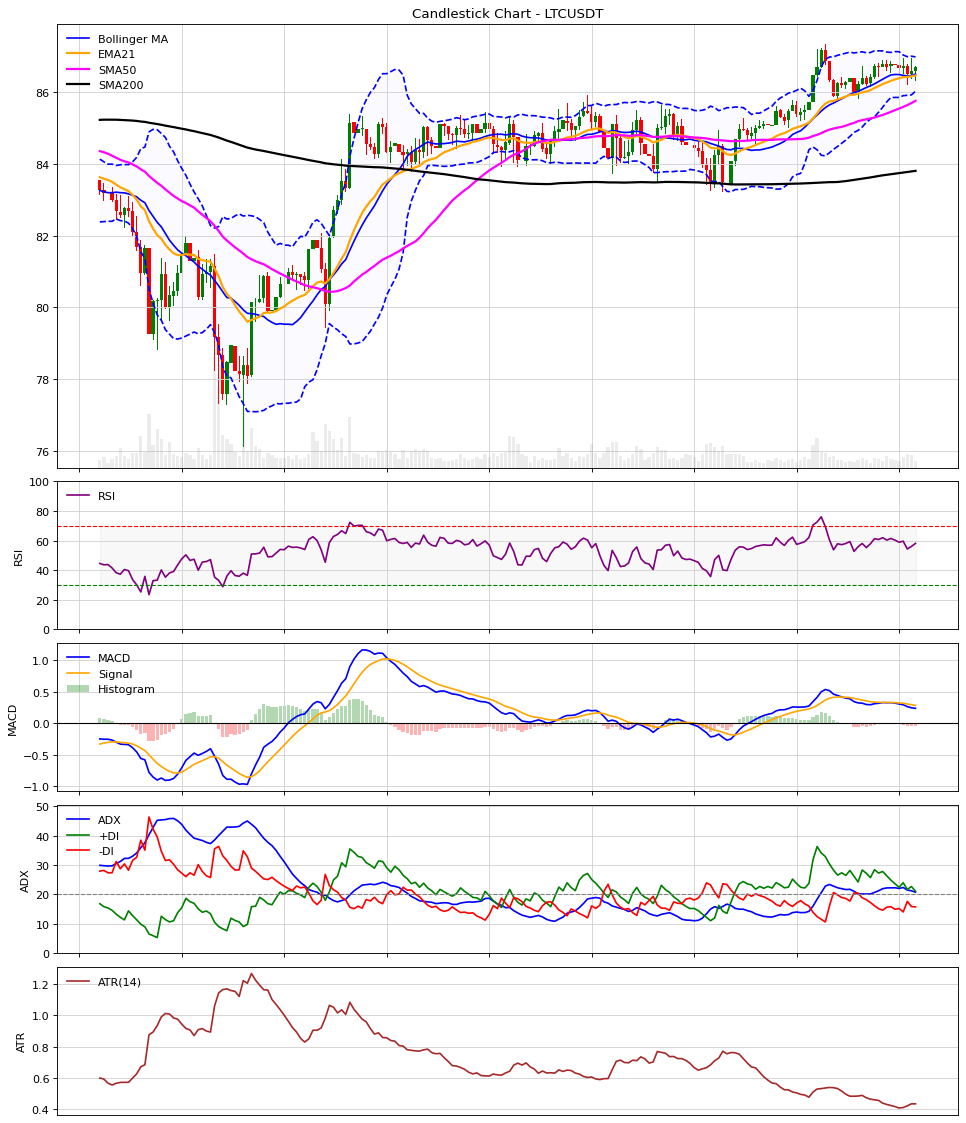 Candlestick Chart - LTCUSDT
Bollinger MA
EMA21
SMA50
SMA200
86
84
82
80
78
76
RSI
RSI
100
80
60
40
20
0
MACD
MACD
Signal
Histogram
1.0
0.5
0.0
−0.5
−1.0
ADX
ADX
+DI
-DI
50
40
30
20
10
0
ATR
ATR(14)
1.2
1.0
0.8
0.6
0.4